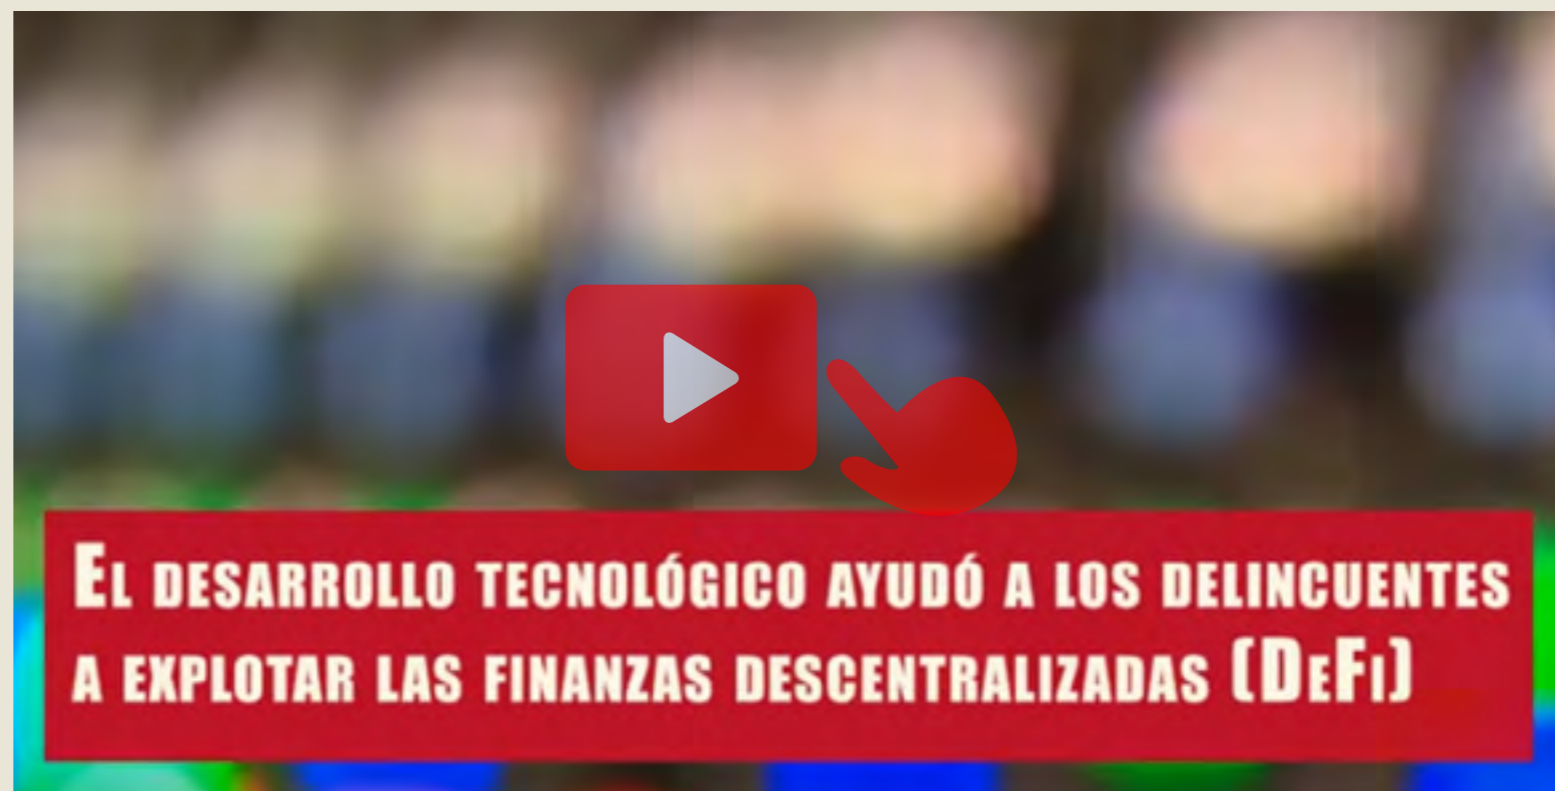 El desarrollo tecnológico ayudó a los delincuentes
a explotar las finanzas descentralizadas (DeFi)